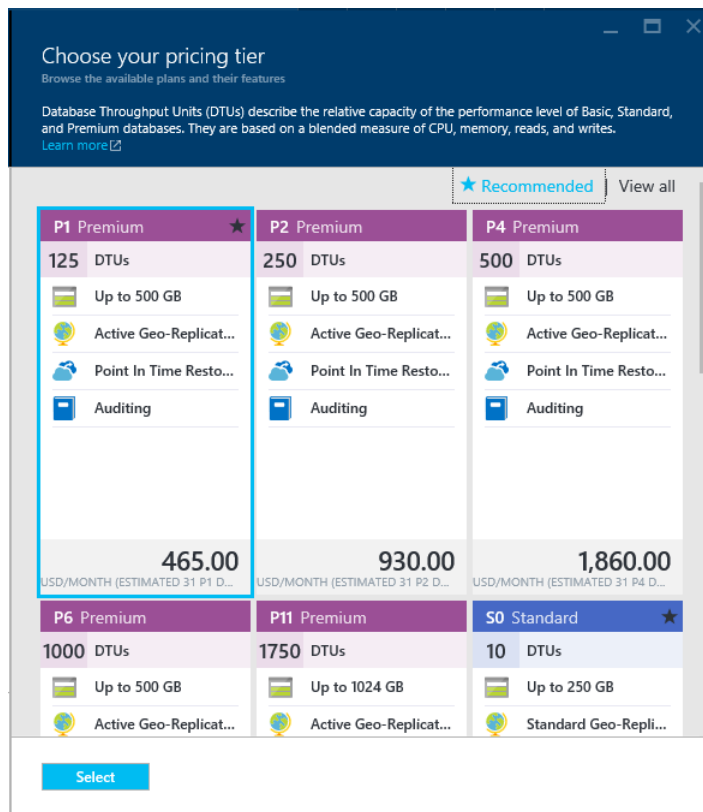 Choose your pricing tier
Browse the available plans and their features
Database Throughput Units (DTUs) describe the relative capacity of the performance level of Basic, Standard,
and Premium databases. They are based on a blended measure of CPU, memory, reads, and writes.
Learn more
Recommended | View all
P1 Premium
125 DTUs
Up to 500 GB
Active Geo-Replicat...
Point In Time Resto...
Auditing
465.00
USD/MONTH (ESTIMATED 31 P1 D...
P2 Premium
250 DTUs
Up to 500 GB
Active Geo-Replicat...
Point In Time Resto...
Auditing
930.00
USD/MONTH (ESTIMATED 31 P2 D...
P4 Premium
500 DTUs
Up to 500 GB
Active Geo-Replicat...
Point In Time Resto...
Auditing
1,860.00
USD/MONTH (ESTIMATED 31 P4 D...
P6 Premium
1000 DTUs
Up to 500 GB
Active Geo-Replicat...
P11 Premium
1750 DTUs
Up to 1024 GB
Active Geo-Replicat...
S0 Standard
10 DTUs
Up to 250 GB
Standard Geo-Repli...
Select